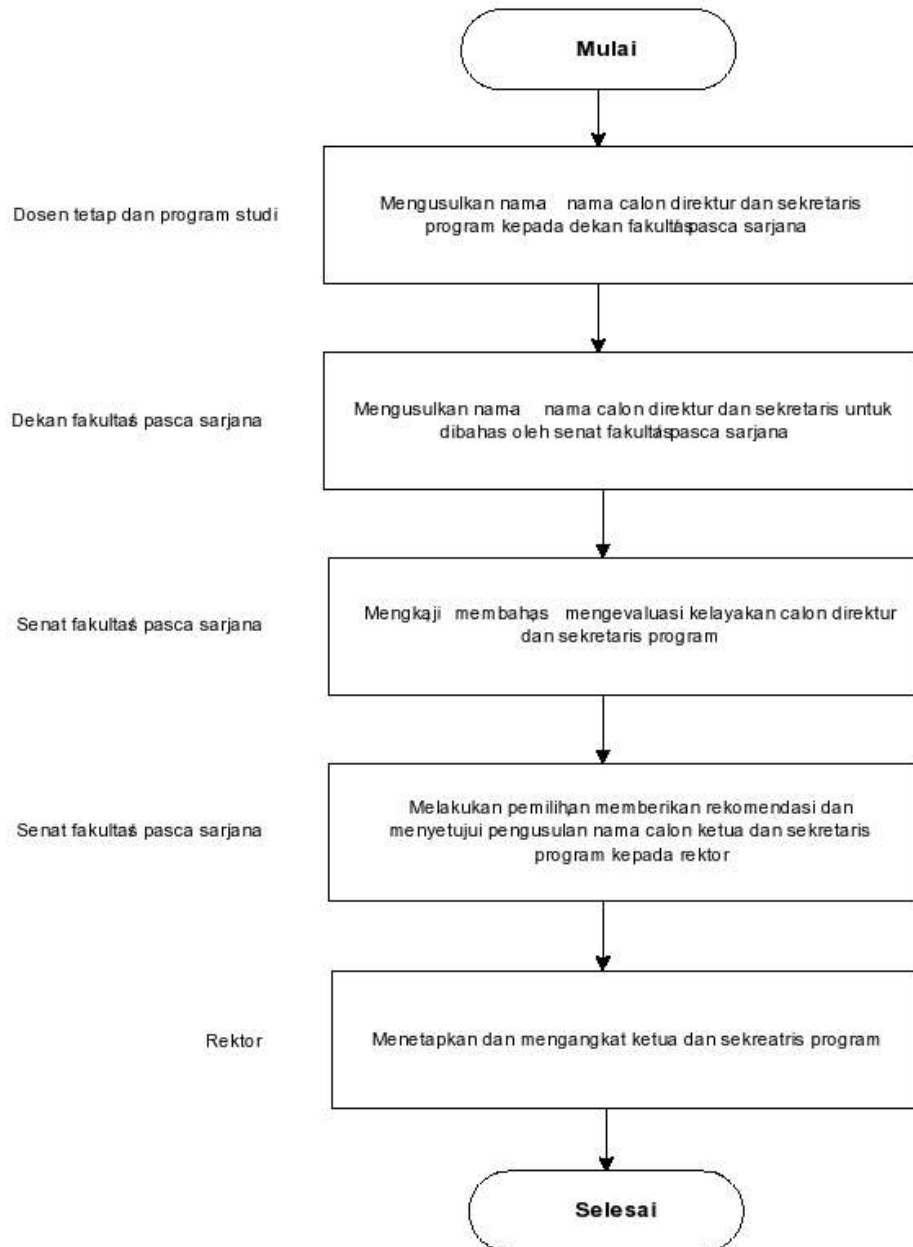 Mulai
Dosen tetap dan program studi
Mengusulkan nama nama calon direktur dan sekretaris
program kepada dekan fakultas/pasca sarjana
Dekan fakultas/ pasca sarjana
Mengusulkan nama nama calon direktur dan sekretaris untuk
dibahas oleh senat fakultas/pasca sarjana
Senat fakultas/ pasca sarjana
Mengkaji, membahas, mengevaluasi kelayakan calon direktur
dan sekretaris program
Senat fakultas/ pasca sarjana
Melakukan pemilihan, memberikan rekomendasi dan
menyetujui pengusulan nama calon ketua dan sekretaris
program kepada rektor
Rektor
Menetapkan dan mengangkat ketua dan sekreatris program
Selesai